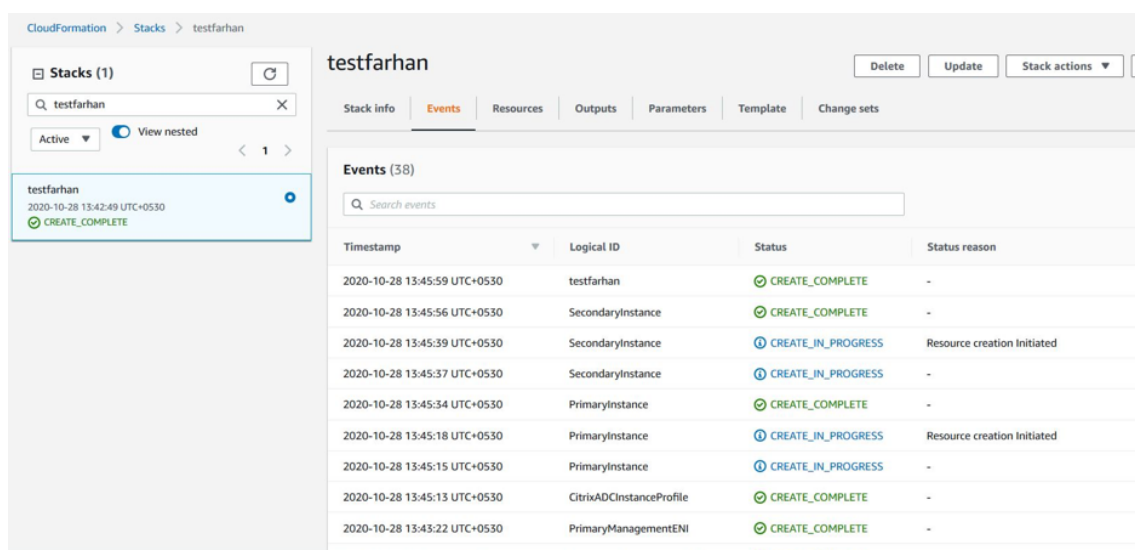 CloudFormation > Stacks > testfarhan
Stacks (1)
testfarhan
Active
View nested
1
testfarhan
2020-10-28 13:42:49 UTC+0530
CREATE_COMPLETE
testfarhan
Delete Update Stack actions
Stack info Events Resources Outputs Parameters Template Change sets
Events (38)
Search events
Timestamp Logical ID Status Status reason
2020-10-28 13:45:59 UTC+0530 testfarhan CREATE_COMPLETE -
2020-10-28 13:45:56 UTC+0530 SecondaryInstance CREATE_COMPLETE -
2020-10-28 13:45:39 UTC+0530 SecondaryInstance CREATE_IN_PROGRESS Resource creation Initiated
2020-10-28 13:45:37 UTC+0530 SecondaryInstance CREATE_IN_PROGRESS -
2020-10-28 13:45:34 UTC+0530 PrimaryInstance CREATE_COMPLETE -
2020-10-28 13:45:18 UTC+0530 PrimaryInstance CREATE_IN_PROGRESS Resource creation Initiated
2020-10-28 13:45:15 UTC+0530 PrimaryInstance CREATE_IN_PROGRESS -
2020-10-28 13:45:13 UTC+0530 CitrixADCInstanceProfile CREATE_COMPLETE -
2020-10-28 13:43:22 UTC+0530 PrimaryManagementENI CREATE_COMPLETE -